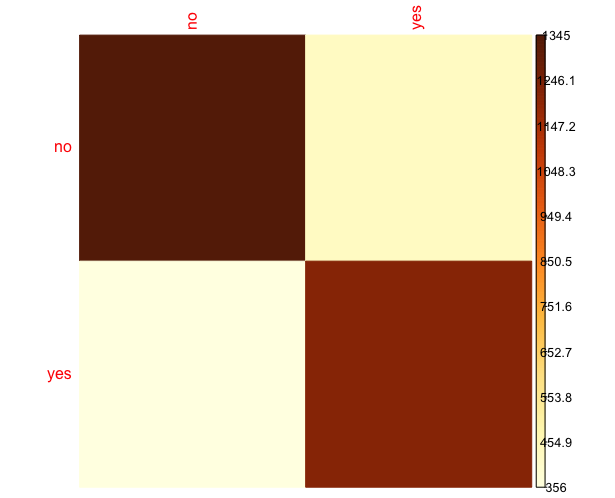 no
yes
no
yes
1345
1246.1
1147.2
1048.3
949.4
850.5
751.6
652.7
553.8
454.9
356